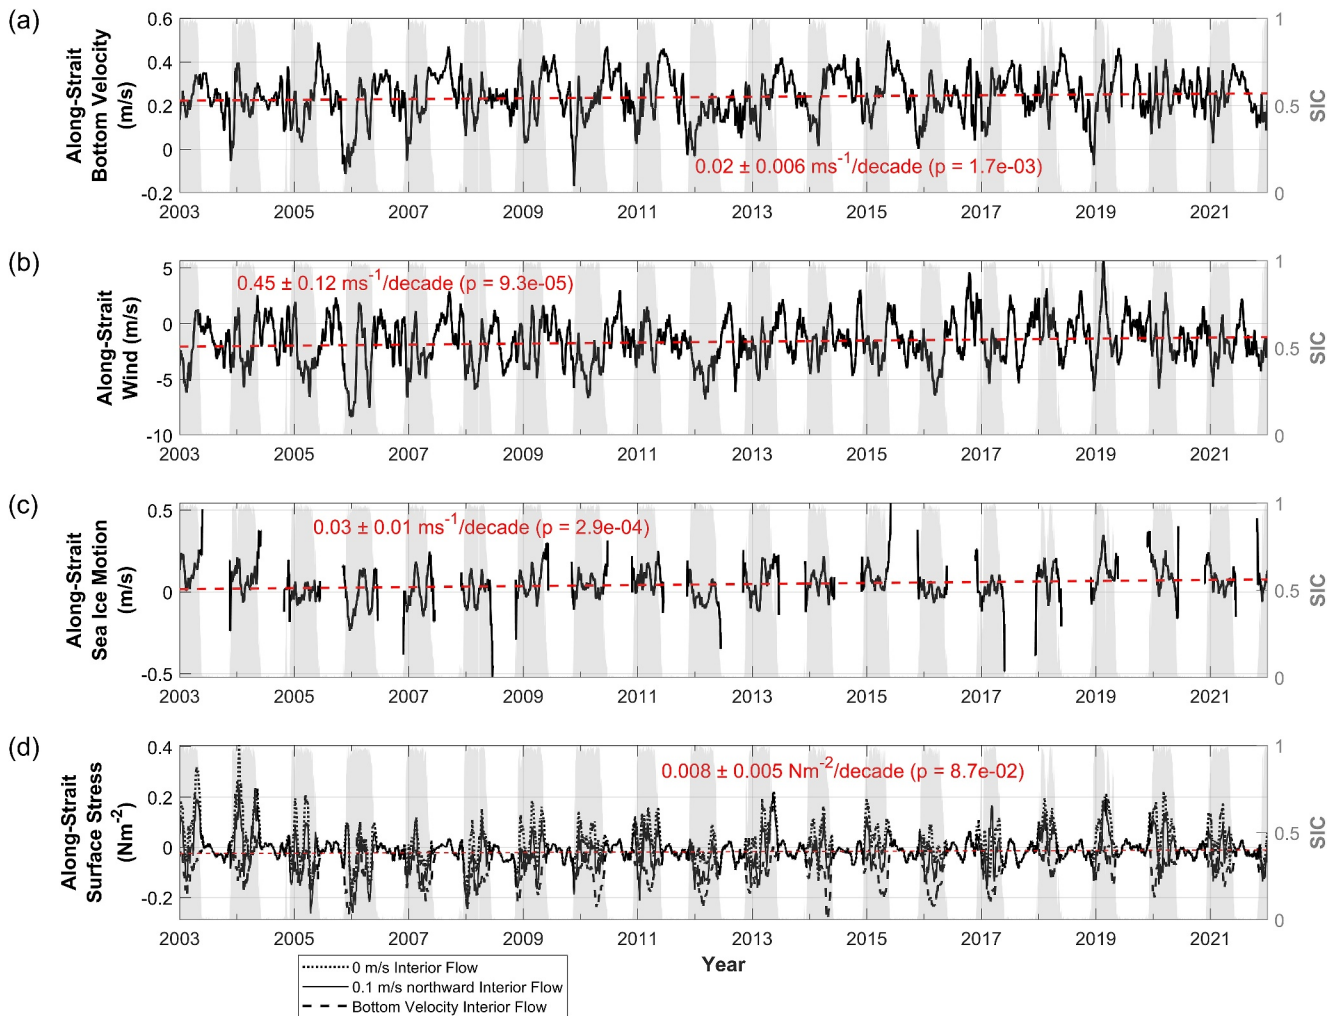 (a)
0.6
0.4
0.2
0
-0.2
Along-Strait
Bottom Velocity
(m/s)
1
0.5
0
SIC
0.02 ± 0.006 ms⁻¹/decade (p = 1.7e-03)
2003 2005 2007 2009 2011 2013 2015 2017 2019 2021
(b)
5
0
-5
-10
Along-Strait
Wind (m/s)
1
0.5
0
SIC
0.45 ± 0.12 ms⁻¹/decade (p = 9.3e-05)
2003 2005 2007 2009 2011 2013 2015 2017 2019 2021
(c)
0.5
0
-0.5
Along-Strait
Sea Ice Motion
(m/s)
1
0.5
0
SIC
0.03 ± 0.01 ms⁻¹/decade (p = 2.9e-04)
2003 2005 2007 2009 2011 2013 2015 2017 2019 2021
(d)
0.4
0.2
0
-0.2
Along-Strait
Surface Stress
(Nm⁻²)
1
0.5
0
SIC
0.008 ± 0.005 Nm⁻²/decade (p = 8.7e-02)
2003 2005 2007 2009 2011 2013 2015 2017 2019 2021
Year
0 m/s Interior Flow
0.1 m/s northward Interior Flow
Bottom Velocity Interior Flow